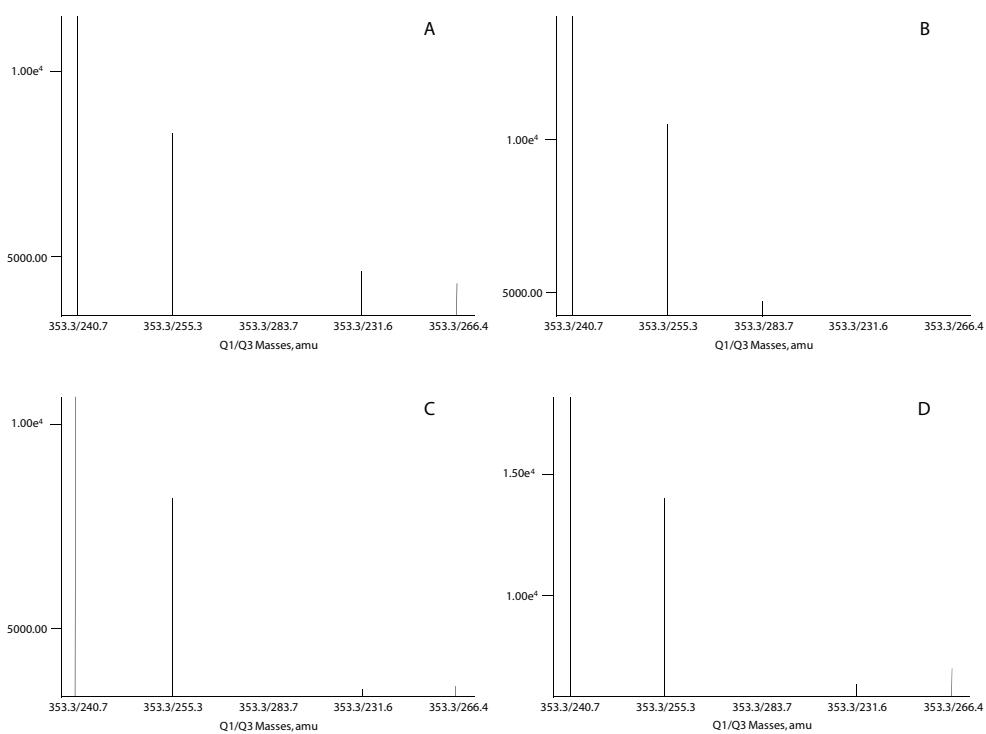 A
1.00e⁴
5000.00
353.3/240.7 353.3/255.3 353.3/283.7 353.3/231.6 353.3/266.4
Q1/Q3 Masses, amu
B
1.00e⁴
5000.00
353.3/240.7 353.3/255.3 353.3/283.7 353.3/231.6 353.3/266.4
Q1/Q3 Masses, amu
C
1.00e⁴
5000.00
353.3/240.7 353.3/255.3 353.3/283.7 353.3/231.6 353.3/266.4
Q1/Q3 Masses, amu
D
1.50e⁴
1.00e⁴
353.3/240.7 353.3/255.3 353.3/283.7 353.3/231.6 353.3/266.4
Q1/Q3 Masses, amu